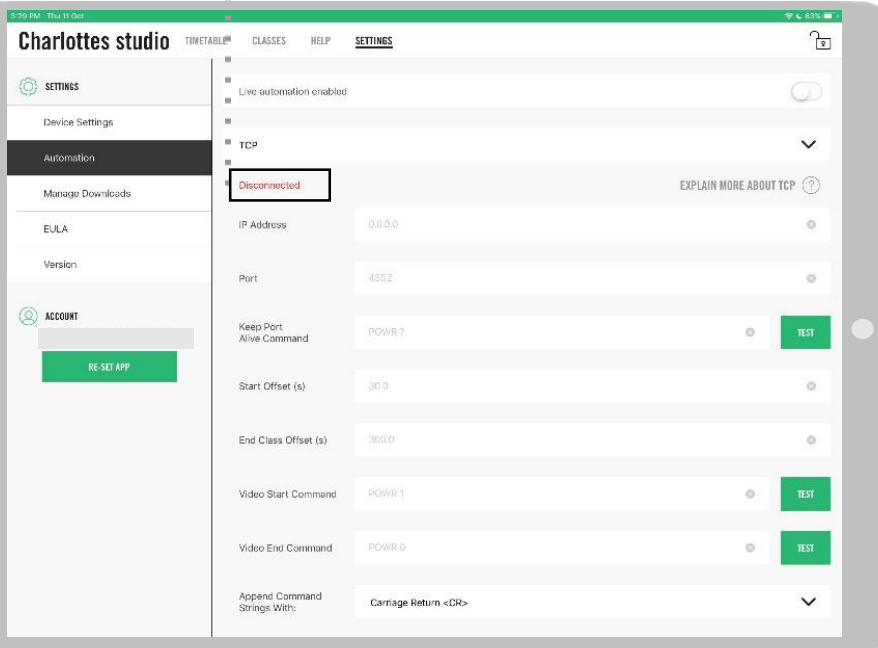 5:29 PM Thu 11 Oct 63%
Charlottes studio TIMETABLE CLASSES HELP SETTINGS
SETTINGS
Device Settings
Automation
Manage Downloads
EULA
Version
ACCOUNT
RE-SET APP
Live automation enabled
TCP
Disconnected EXPLAIN MORE ABOUT TCP ?
IP Address 0.0.0.0
Port 4352
Keep Port
Alive Command POWR ? TEST
Start Offset (s) 30.0
End Class Offset (s) 300.0
Video Start Command POWR 1 TEST
Video End Command POWR 0 TEST
Append Command
Strings With: Carriage Return <CR>